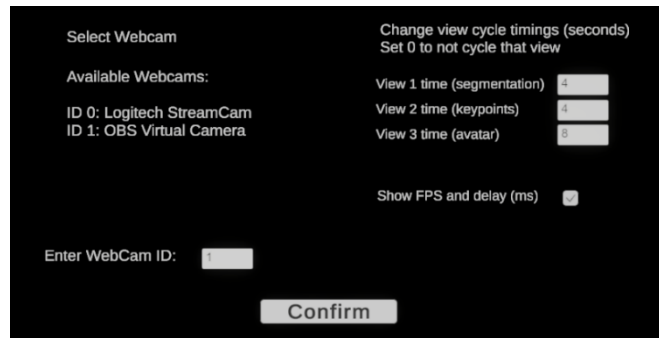 Select Webcam
Available Webcams:
ID 0: Logitech StreamCam
ID 1: OBS Virtual Camera
Enter WebCam ID: 1
Change view cycle timings (seconds)
Set 0 to not cycle that view
View 1 time (segmentation) 4
View 2 time (keypoints) 4
View 3 time (avatar) 8
Show FPS and delay (ms)
Confirm